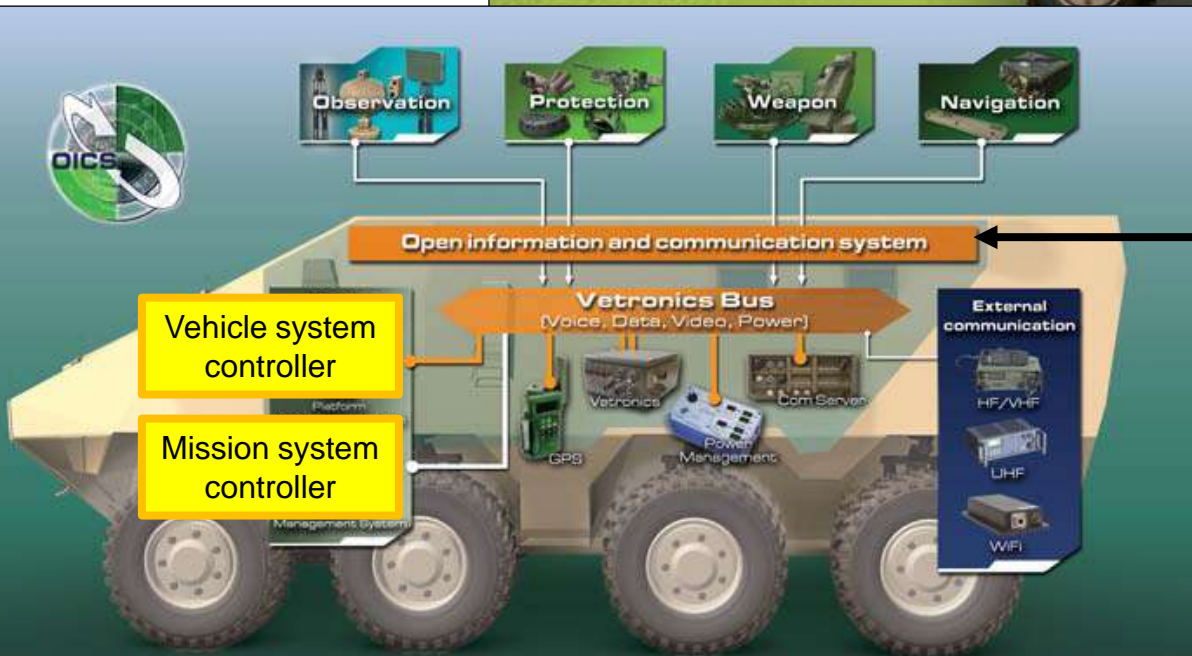 OICS
Observation
Protection
Weapon
Navigation
Open information and communication system
Vetronics Bus
(Voice, Data, Video, Power)
Vehicle system
controller
Platform
Mission system
controller
Management System
GPS
Vetronics
Power
Management
Com Server
External
communication
HF/VHF
UHF
WiFi